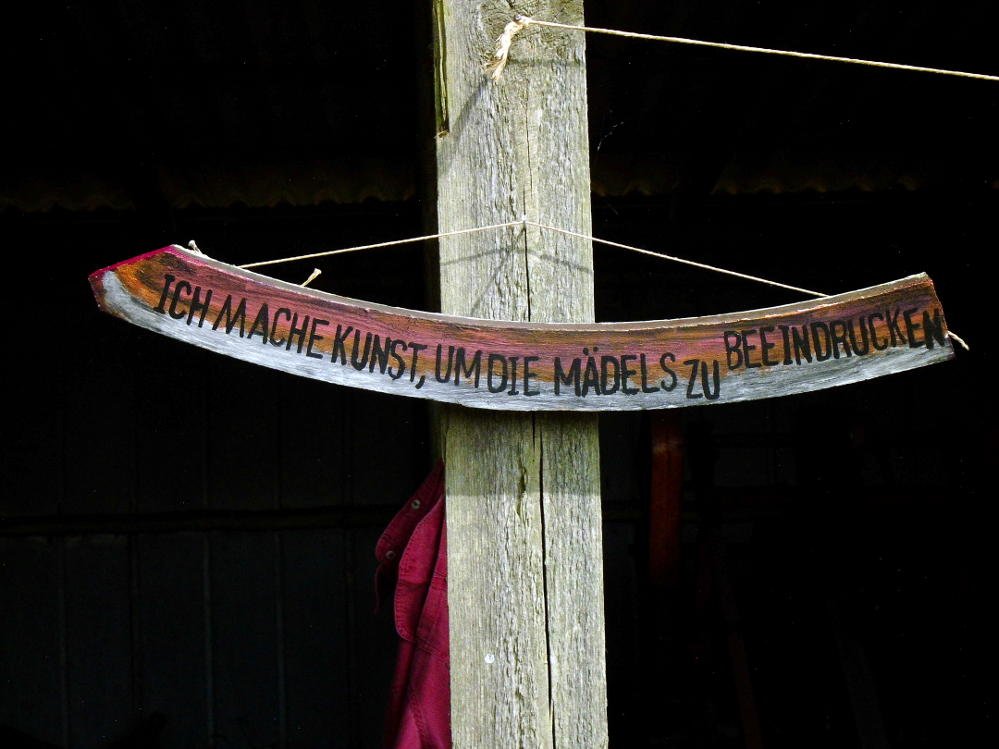 ICH MACHE KUNST, UM DIE MÄDELS ZU BEEINDRUCKEN